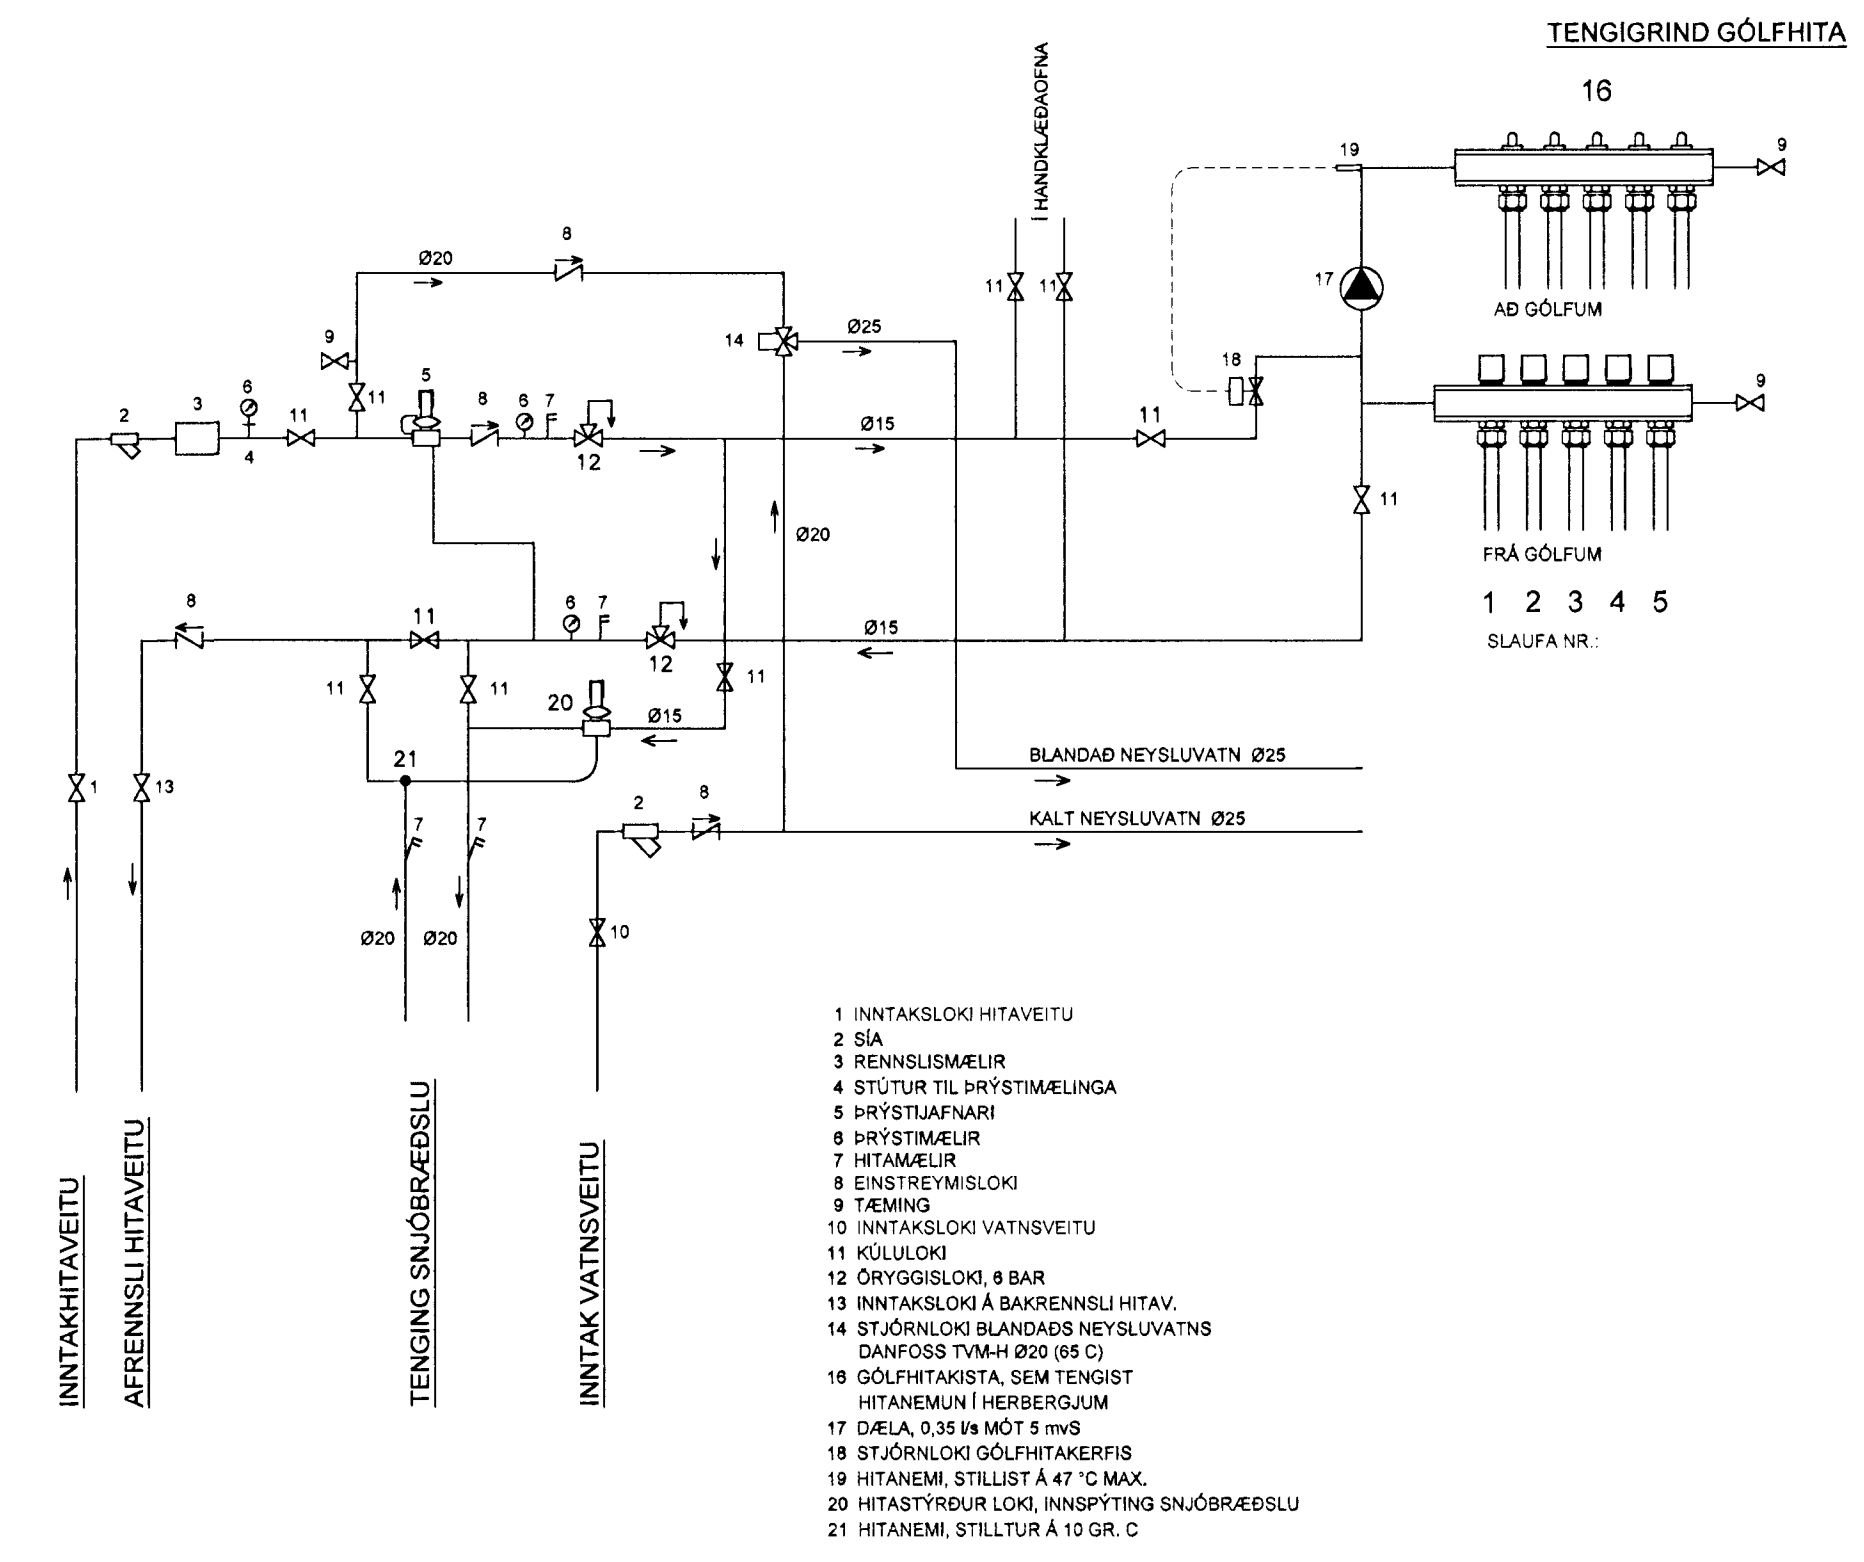 TENGIGRIND GÓLFHITA
16
Í HANDKLÆÐAOFNA
19
9
8
Ø20
17
11
11
AÐ GÓLFUM
9
14
Ø25
18
5
9
6
11
8
6
7
2
3
11
11
Ø15
4
12
11
Ø20
FRÁ GÓLFUM
8
11
6
7
1 2 3 4 5
Ø15
SLAUFA NR.:
12
11
11
11
20
Ø15
21
BLANDAÐ NEYSLUVATN Ø25
1
13
2
8
7
7
KALT NEYSLUVATN Ø25
Ø20
Ø20
10
INNTAKHITAVEITU
AFRENNSLI HITAVEITU
TENGING SNJÓBRÆÐSLU
INNTAK VATNSVEITU
1 INNTAKSLOKI HITAVEITU
2 SÍA
3 RENNSLISMÆLIR
4 STÚTUR TIL ÞRÝSTIMÆLINGA
5 ÞRÝSTIJAFNARI
6 ÞRÝSTIMÆLIR
7 HITAMÆLIR
8 EINSTREYMISLOKI
9 TÆMING
10 INNTAKSLOKI VATNSVEITU
11 KÚLULOKI
12 ÖRYGGISLOKI, 6 BAR
13 INNTAKSLOKI Á BAKRENNSLI HITAV.
14 STJÓRNLOKI BLANDAÐS NEYSLUVATNS
DANFOSS TVM-H Ø20 (65 C)
16 GÓLFHITAKISTA, SEM TENGIST
HITANEMUN Í HERBERGJUM
17 DÆLA, 0,35 l/s MÓT 5 mvS
18 STJÓRNLOKI GÓLFHITAKERFIS
19 HITANEMI, STILLIST Á 47 °C MAX.
20 HITASTÝRÐUR LOKI, INNSPÝTING SNJÓBRÆÐSLU
21 HITANEMI, STILLTUR Á 10 GR. C